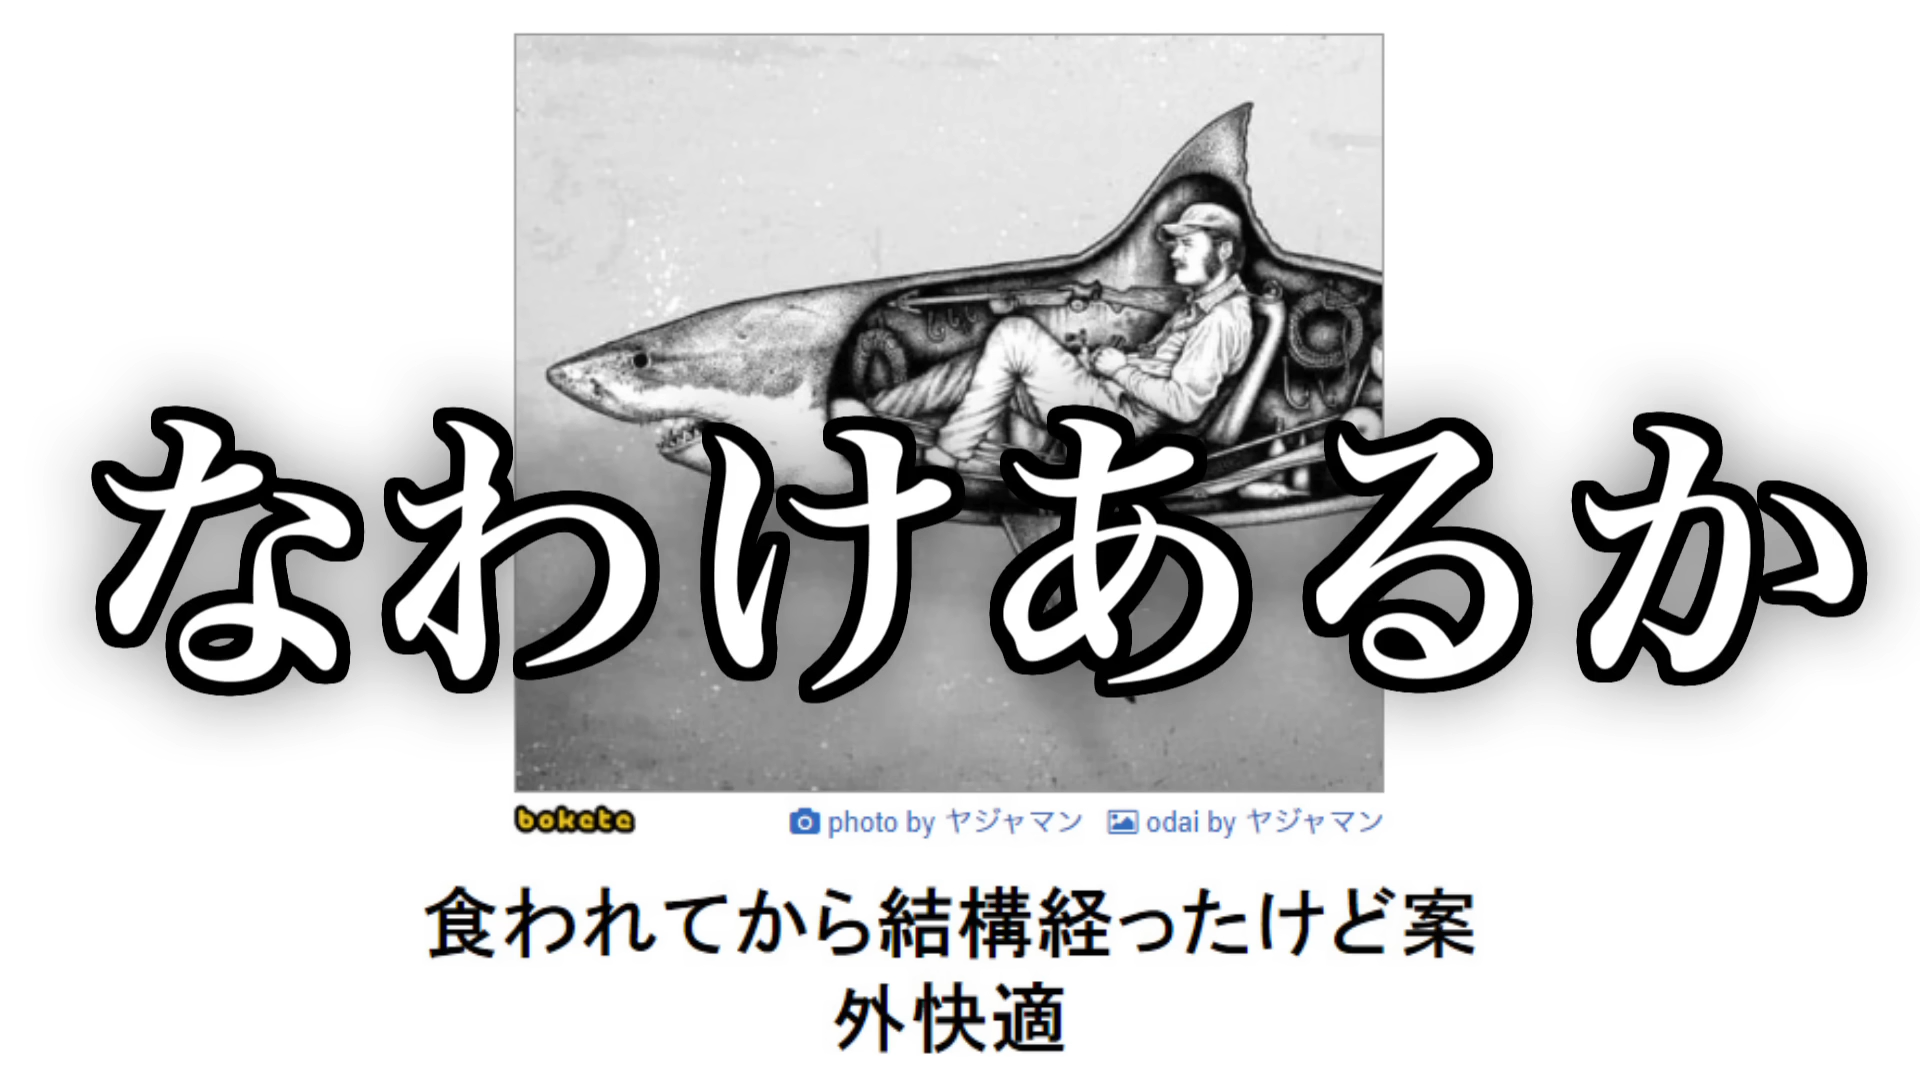 なわけあるか
bokete
photo by ヤジャマン odai by ヤジャマン
食われてから結構経ったけど案
外快適